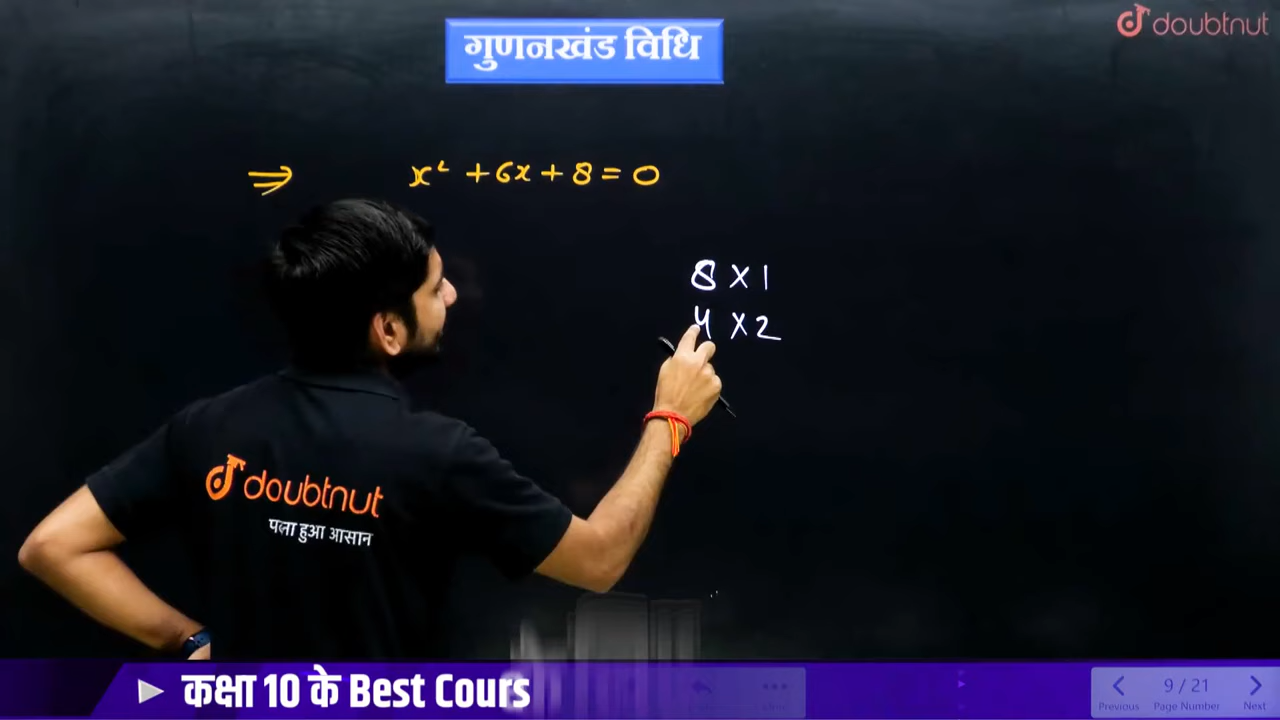 doubtnut
गुणनखंड विधि
⇒ x² + 6x + 8 = 0
8 × 1
4 × 2
doubtnut
पढ़ना हुआ आसान
कक्षा 10 के Best Cours
9 / 21
Previous Page Number Next